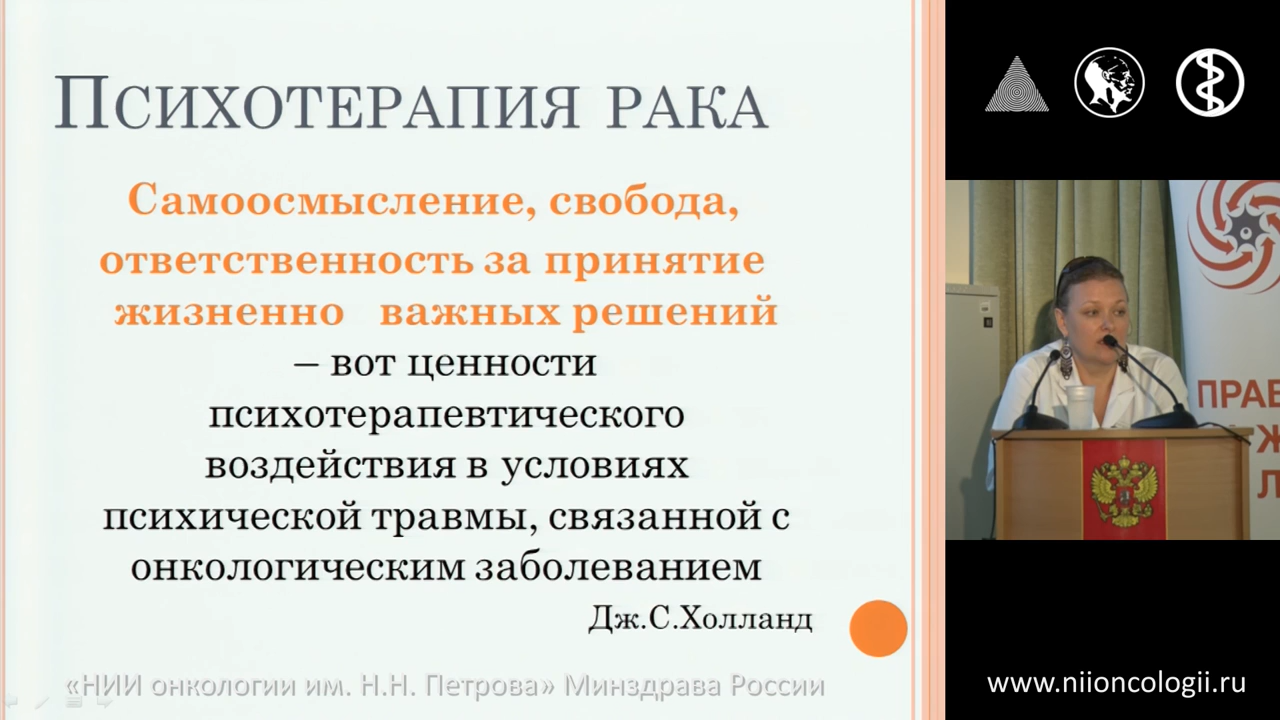 Психотерапия рака
Самоосмысление, свобода,
ответственность за принятие
жизненно важных решений
– вот ценности
психотерапевтического
воздействия в условиях
психической травмы, связанной с
онкологическим заболеванием
Дж.С.Холланд
«НИИ онкологии им. Н.Н. Петрова» Минздрава России
ПРАВ
Ж
Л
www.niioncologii.ru